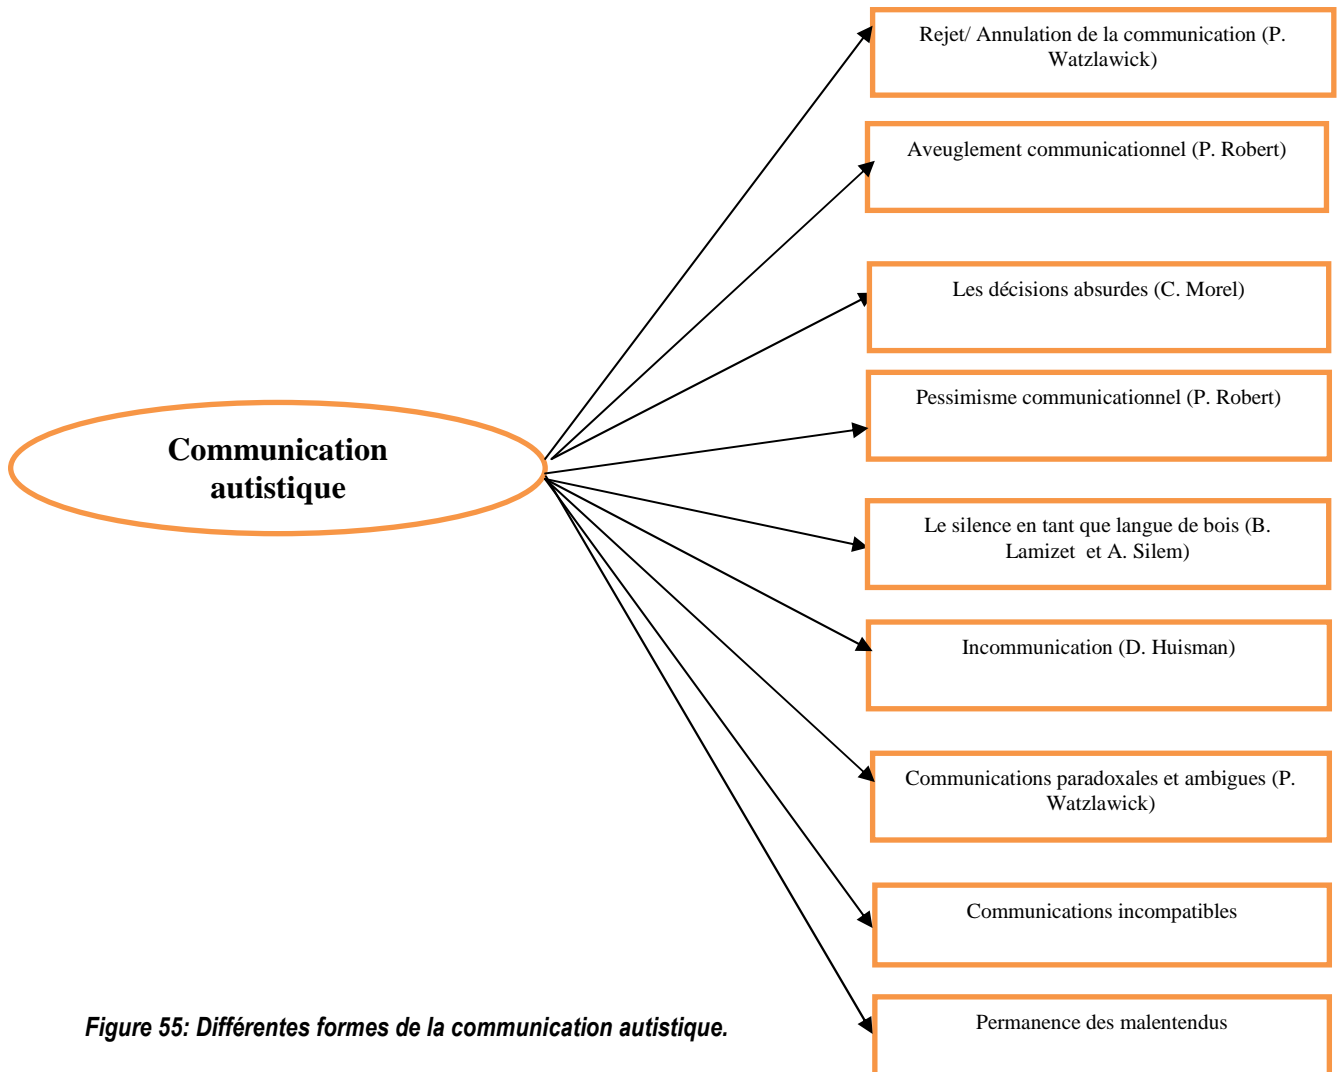 Rejet/ Annulation de la communication (P.
Watzlawick)
Aveuglement communicationnel (P. Robert)
Les décisions absurdes (C. Morel)
Pessimisme communicationnel (P. Robert)
Communication
autistique
Le silence en tant que langue de bois (B.
Lamizet et A. Silem)
Incommunication (D. Huisman)
Communications paradoxales et ambigues (P.
Watzlawick)
Communications incompatibles
Permanence des malentendus
Figure 55: Différentes formes de la communication autistique.